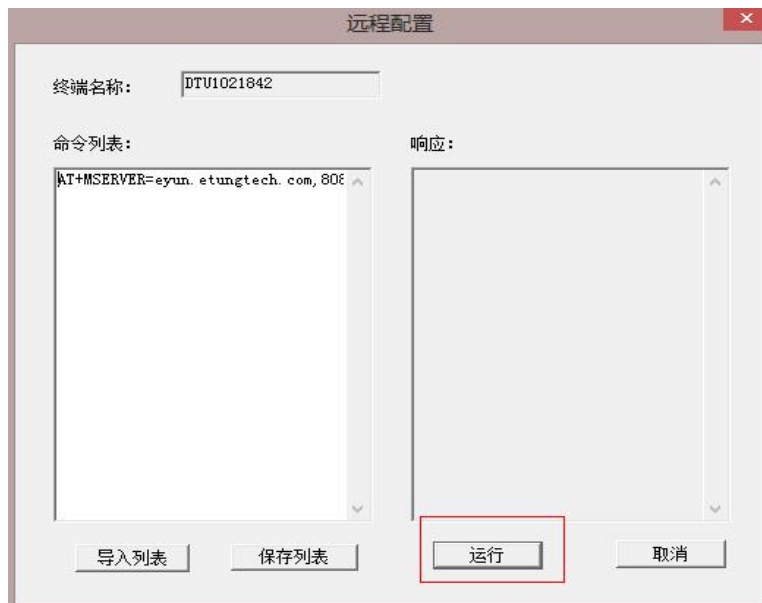 远程配置
终端名称：
DTU1021842
命令列表：
响应：
AT+MSERVER=eyun.etungtech.com,808
导入列表
保存列表
运行
取消